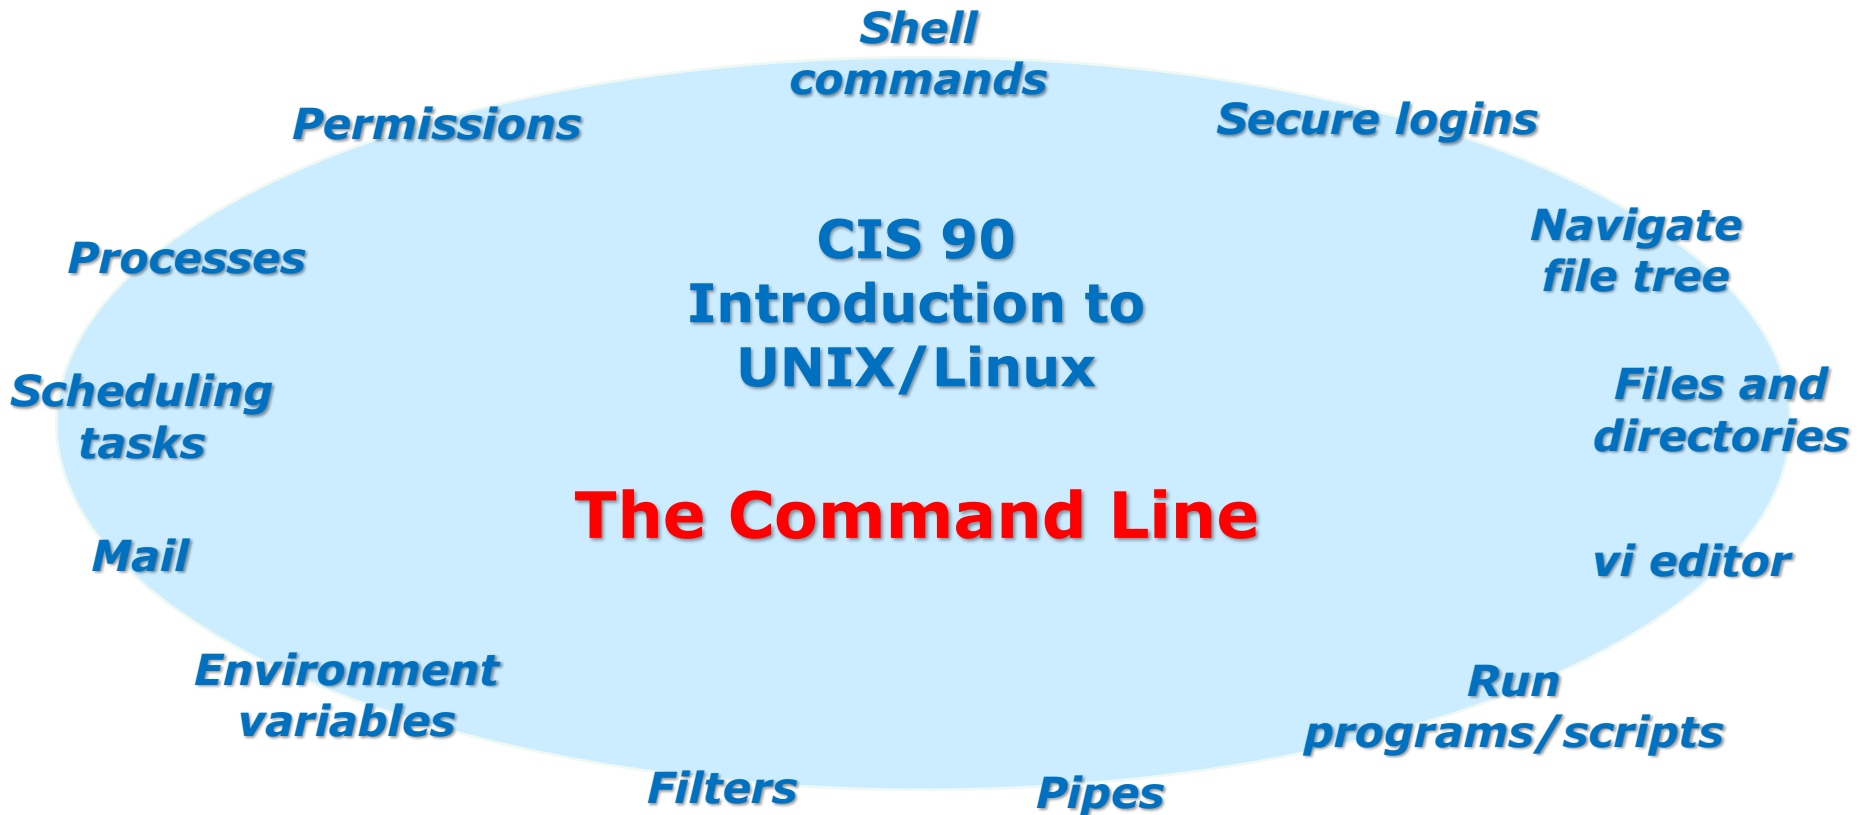 Shell
commands
Permissions
Secure logins
Processes
CIS 90
Introduction to
UNIX/Linux
Navigate
file tree
Scheduling
tasks
Files and
directories
The Command Line
Mail
vi editor
Environment
variables
Run
programs/scripts
Filters
Pipes